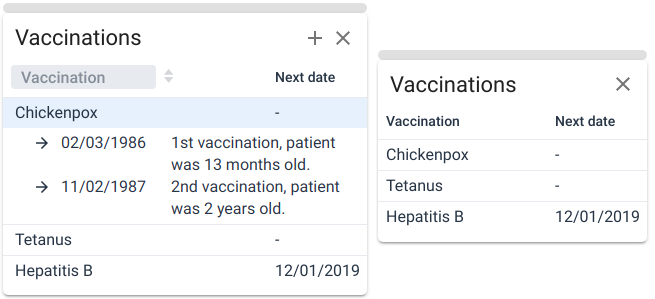 Vaccinations
Vaccination Next date
Chickenpox -
02/03/1986 1st vaccination, patient
was 13 months old.
11/02/1987 2nd vaccination, patient
was 2 years old.
Tetanus -
Hepatitis B 12/01/2019
Vaccinations
Vaccination Next date
Chickenpox -
Tetanus -
Hepatitis B 12/01/2019